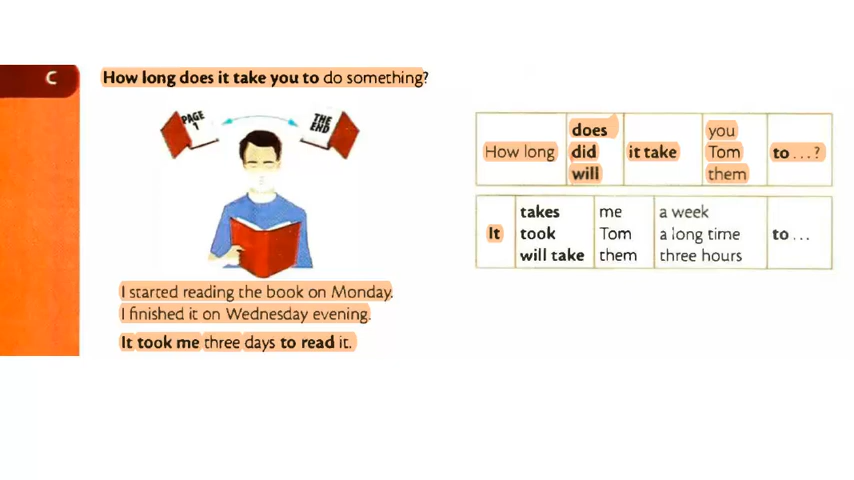 C
How long does it take you to do something?
PAGE
1
THE
END
I started reading the book on Monday.
I finished it on Wednesday evening.
It took me three days to read it.
How long does did will it take you Tom them to ...?
It takes took will take me Tom them a week a long time three hours to ...